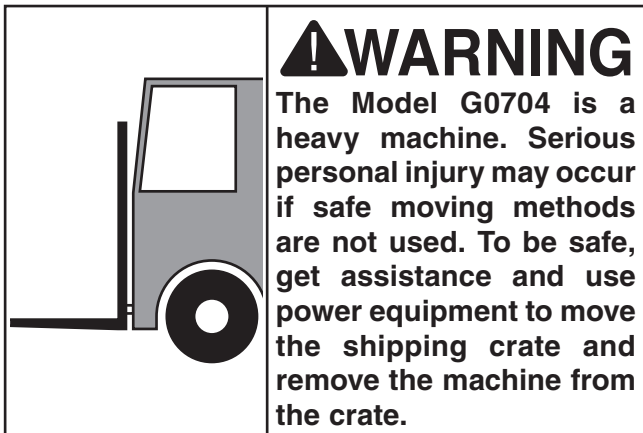 WARNING
The Model G0704 is a
heavy machine. Serious
personal injury may occur
if safe moving methods
are not used. To be safe,
get assistance and use
power equipment to move
the shipping crate and
remove the machine from
the crate.